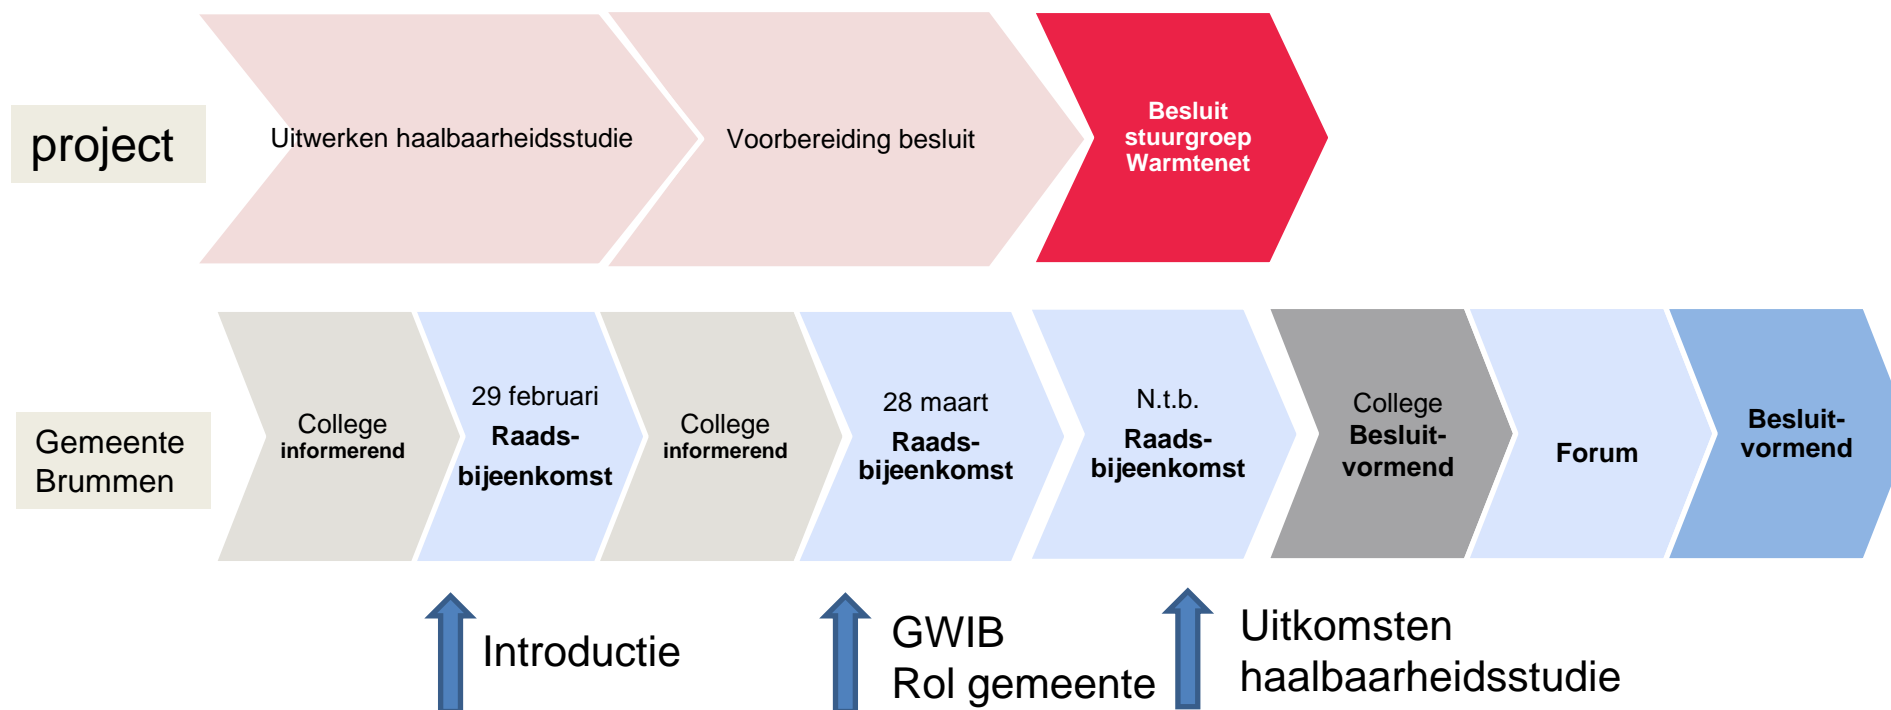 project
Uitwerken haalbaarheidsstudie
Voorbereiding besluit
Besluit
stuurgroep
Warmtenet
Gemeente
Brummen
College
informerend
29 februari
Raads-
bijeenkomst
College
informerend
28 maart
Raads-
bijeenkomst
N.t.b.
Raads-
bijeenkomst
College
Besluit-
vormend
Forum
Besluit-
vormend
Introductie
GWIB
Rol gemeente
Uitkomsten
haalbaarheidsstudie